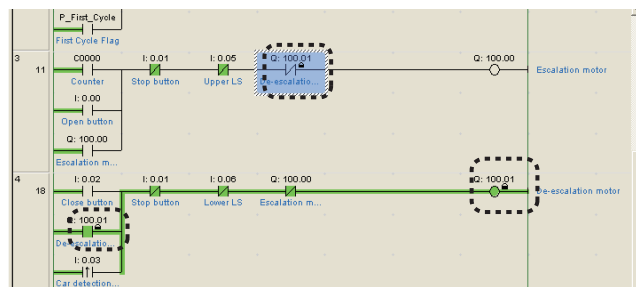 P_First_Cycle
First Cycle Flag
3
11
C0000
I: 0.01
I: 0.05
Q: 100.01
Q: 100.00
Counter
Stop button
Upper LS
De-escalatio...
Escalation motor
I: 0.00
Open button
Q: 100.00
Escalation m...
4
18
I: 0.02
I: 0.01
I: 0.06
Q: 100.00
Q: 100.01
Close button
Stop button
Lower LS
Escalation m...
De-escalation motor
Q: 100.01
De-escalatio...
I: 0.03
Car detection...